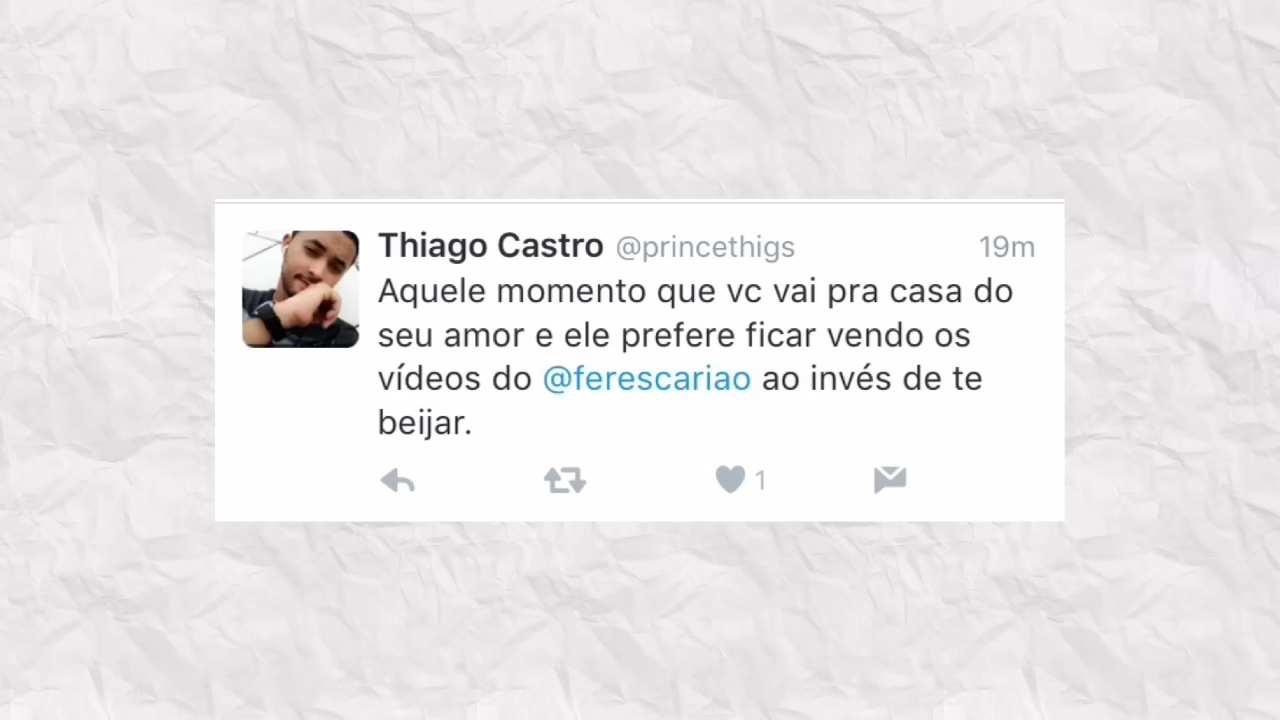 Thiago Castro @princethigs 19m
Aquele momento que vc vai pra casa do
seu amor e ele prefere ficar vendo os
vídeos do @ferescariao ao invés de te
beijar.
1